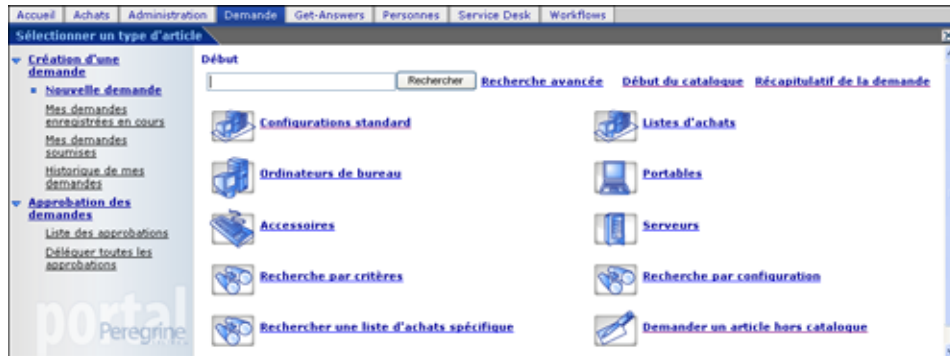 Accueil Achats Administration Demande Get-Answers Personnes Service Desk Workflows
Sélectionner un type d'article
Création d'une
demande
Nouvelle demande
Mes demandes
enregistrées en cours
Mes demandes
soumises
Historique de mes
demandes
Approbation des
demandes
Liste des approbations
Déléguer toutes les
approbations
portal
Peregrine
Début
Rechercher Recherche avancée Début du catalogue Récapitulatif de la demande
Configurations standard Listes d'achats
Ordinateurs de bureau Portables
Accessoires Serveurs
Recherche par critères Recherche par configuration
Rechercher une liste d'achats spécifique Demander un article hors catalogue